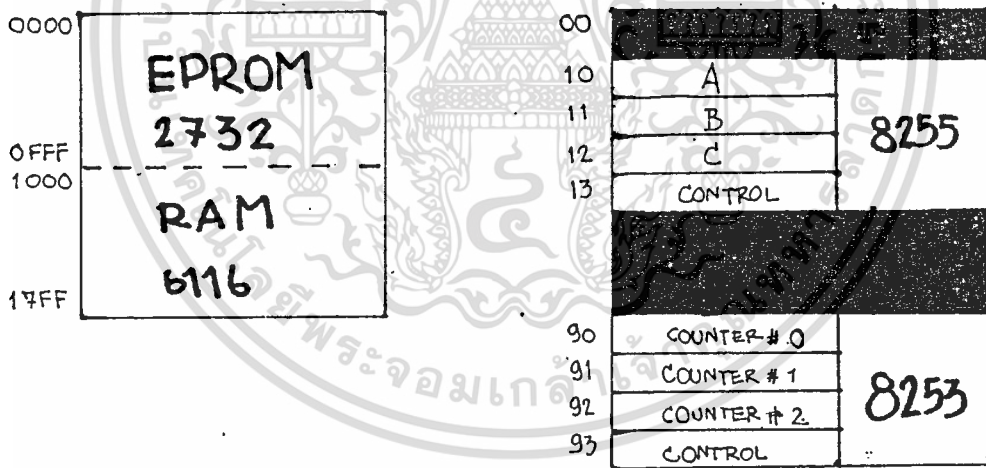 0000
EPROM
2732
0FFF
1000
RAM
6116
17FF
00
10 A
11 B
12 C
13 CONTROL
8255
90 COUNTER #.0
91 COUNTER # 1
92 COUNTER # 2.
93 CONTROL
8253